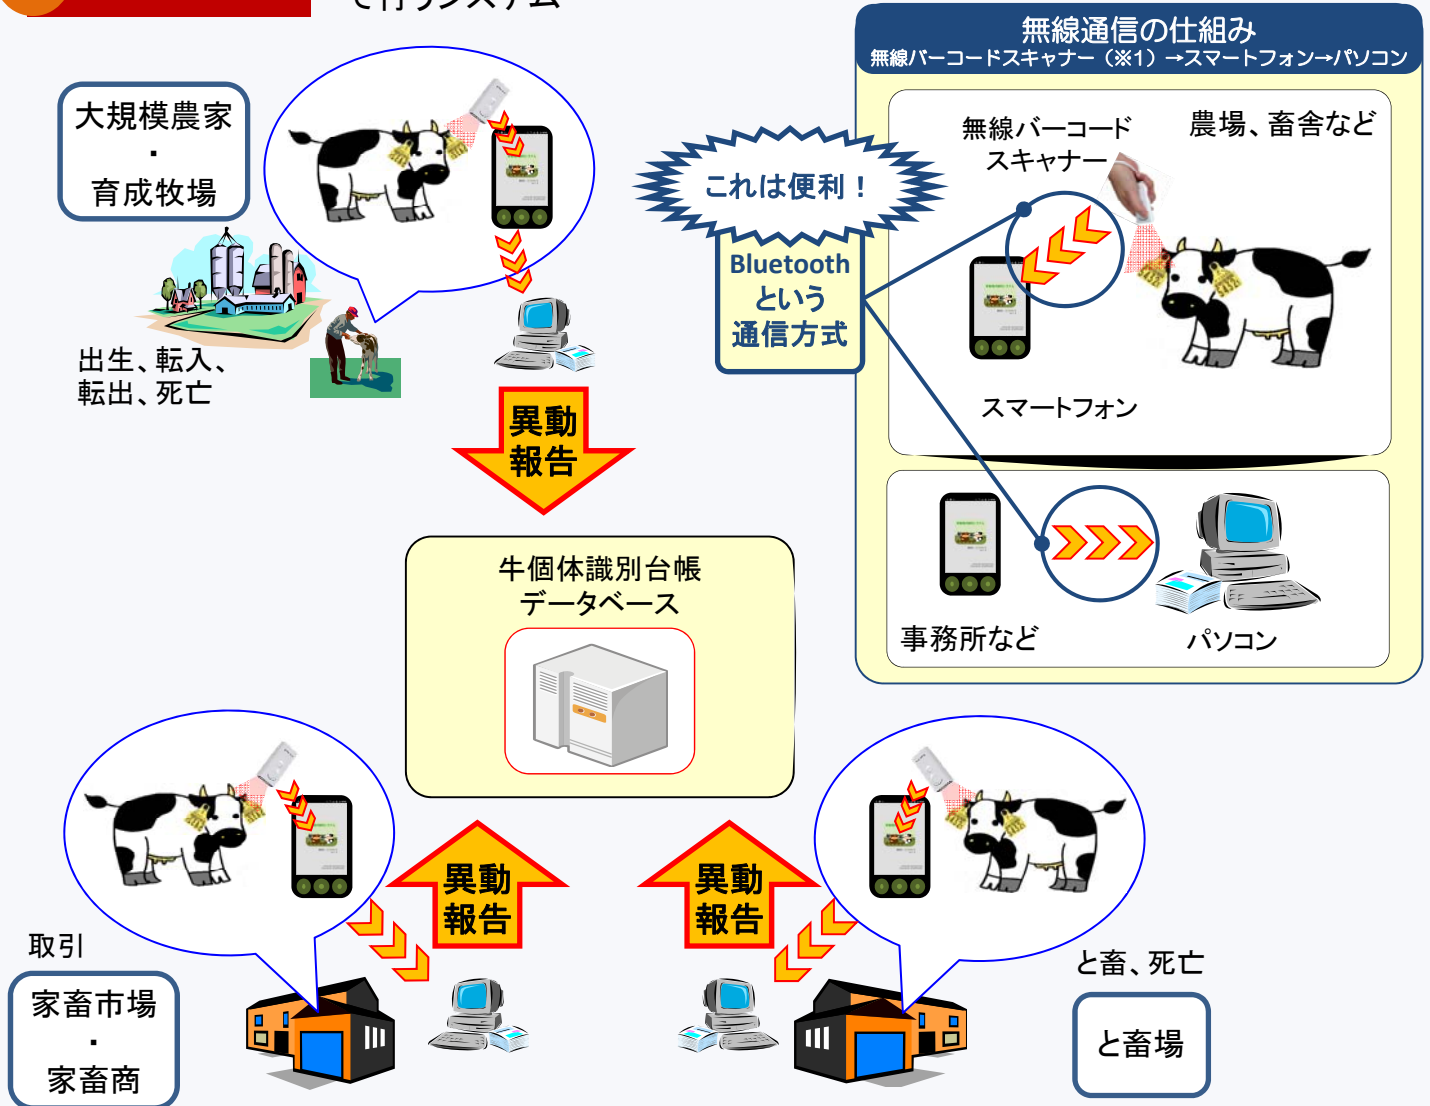 で行うシステム
無線通信の仕組み
無線バーコードスキャナー（※1）→スマートフォン→パソコン
大規模農家
・
育成牧場
無線バーコード
スキャナー
農場、畜舎など
これは便利！
Bluetooth
という
通信方式
スマートフォン
出生、転入、
転出、死亡
異動
報告
牛個体識別台帳
データベース
事務所など
パソコン
異動
報告
異動
報告
取引
家畜市場
・
家畜商
と畜、死亡
と畜場